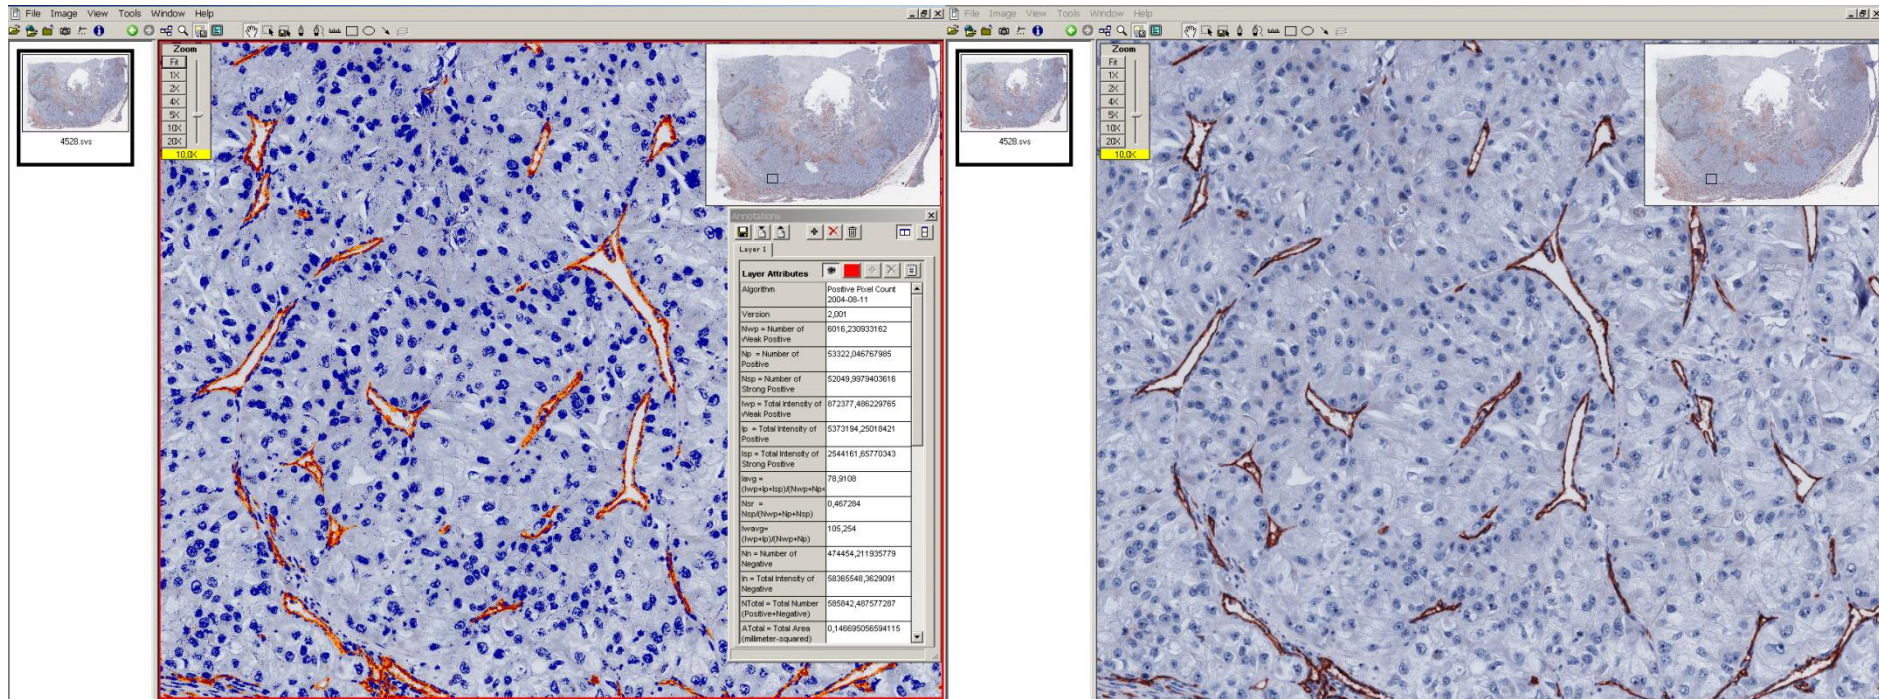 File Image View Tools Window Help
File Image View Tools Window Help
4528.svs
Zoom
Fit
1X
2X
4X
5X
10X
20X
10,0X
Annotations
Layer 1
Layer Attributes
Algorithm Positive Pixel Count
2004-08-11
Version 2,001
Nwp = Number of 6016,230933162
Weak Positive
Np = Number of 53322,046767985
Positive
Nsp = Number of 52049,9979403616
Strong Positive
Iwp = Total Intensity of 872377,486229765
Weak Positive
Ip = Total Intensity of 5373194,25018421
Positive
Isp = Total Intensity of 2544161,65770343
Strong Positive
Iavg = 78,9108
(Iwp+Ip+Isp)/(Nwp+Np+
Nsr = 0,467284
Nsp/(Nwp+Np+Nsp)
Iwavg= 105,254
(Iwp+Ip)/(Nwp+Np)
Nn = Number of 474454,211935779
Negative
In = Total Intensity of 58365548,3629091
Negative
NTotal = Total Number 585842,487577287
(Positive+Negative)
ATotal = Total Area 0,146695056594115
(millimeter-squared)
4528.svs
Zoom
Fit
1X
2X
4X
5X
10X
20X
10,0X